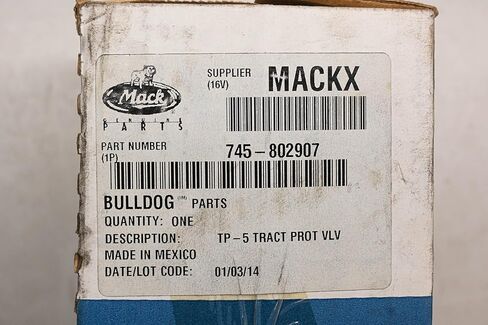 Mack
GENUINE
PARTS
SUPPLIER
(16V)
MACKX
PART NUMBER
(1P)
745-802907
BULLDOG™ PARTS
QUANTITY: ONE
DESCRIPTION: TP-5 TRACT PROT VLV
MADE IN MEXICO
DATE/LOT CODE: 01/03/14